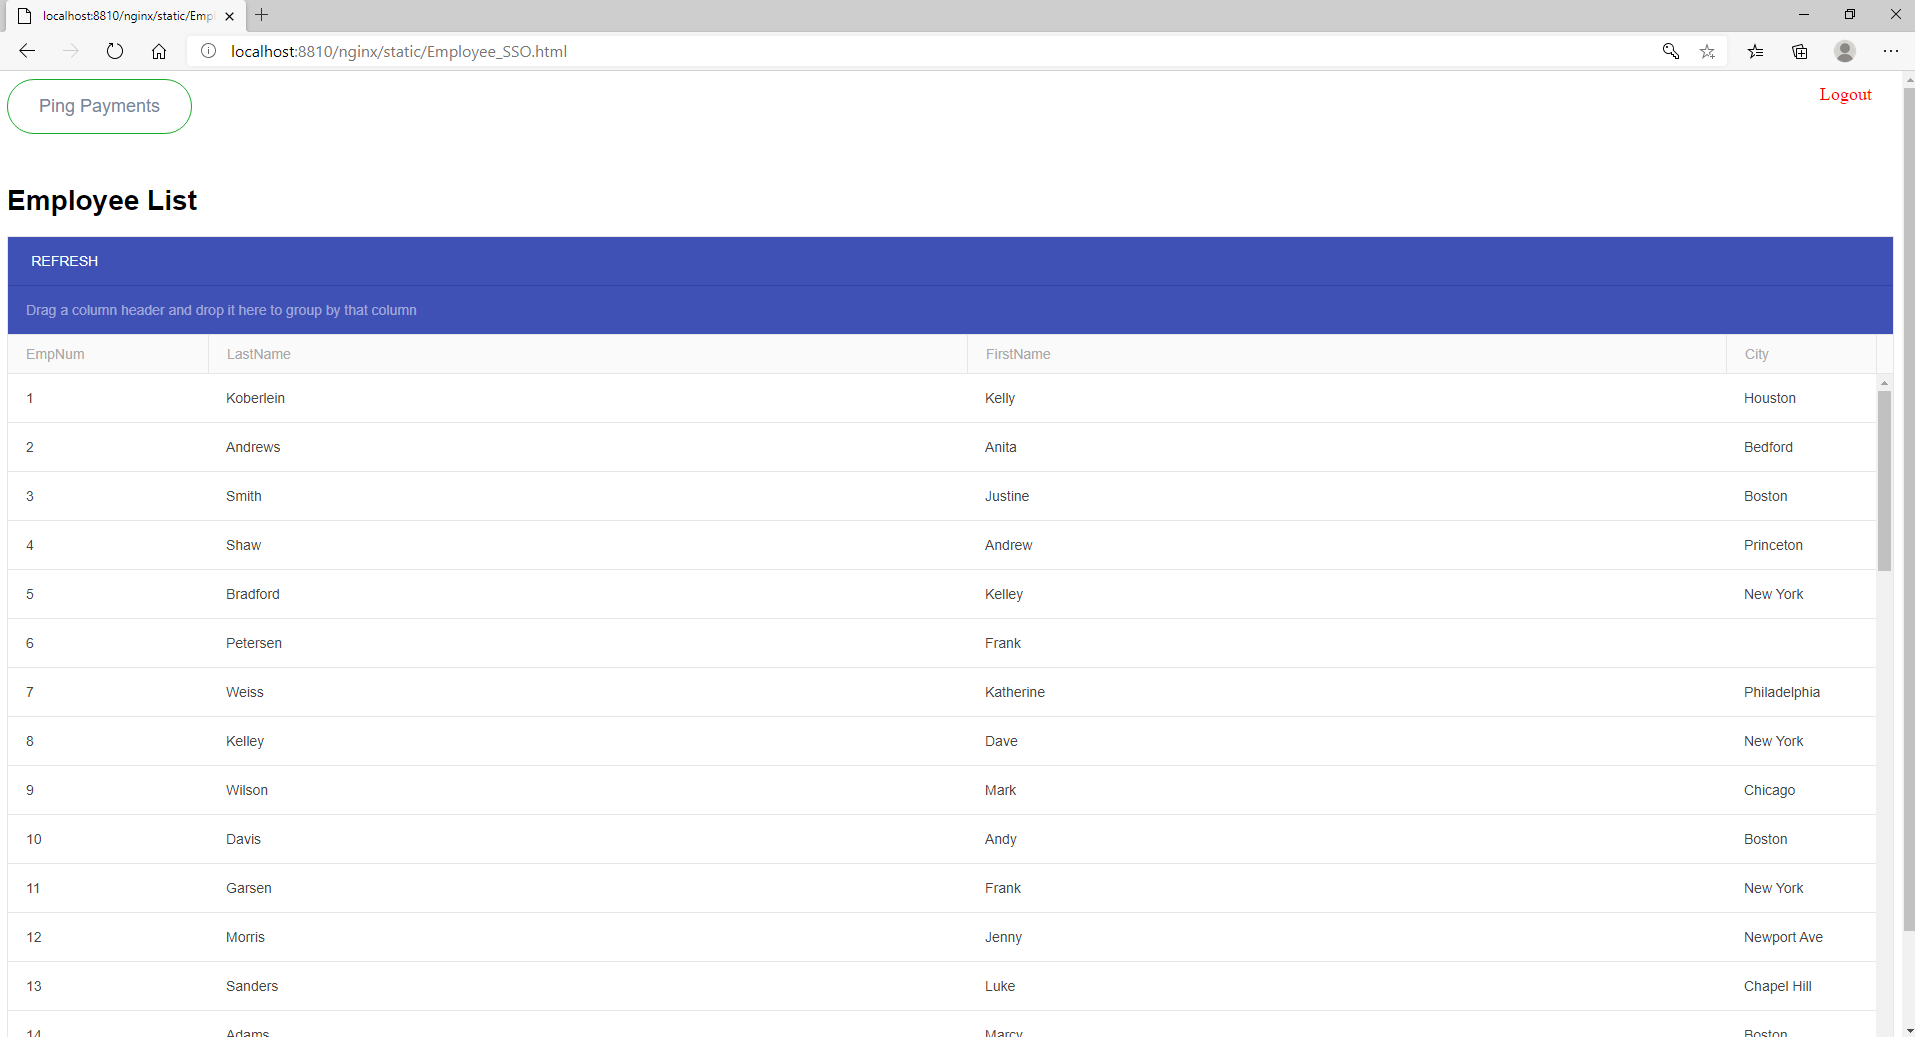 localhost:8810/nginx/static/Emp
localhost:8810/nginx/static/Employee_SSO.html
Ping Payments
Logout
Employee List
REFRESH
Drag a column header and drop it here to group by that column
EmpNum LastName FirstName City
1 Koberlein Kelly Houston
2 Andrews Anita Bedford
3 Smith Justine Boston
4 Shaw Andrew Princeton
5 Bradford Kelley New York
6 Petersen Frank
7 Weiss Katherine Philadelphia
8 Kelley Dave New York
9 Wilson Mark Chicago
10 Davis Andy Boston
11 Garsen Frank New York
12 Morris Jenny Newport Ave
13 Sanders Luke Chapel Hill
14 Adams Marcy Boston